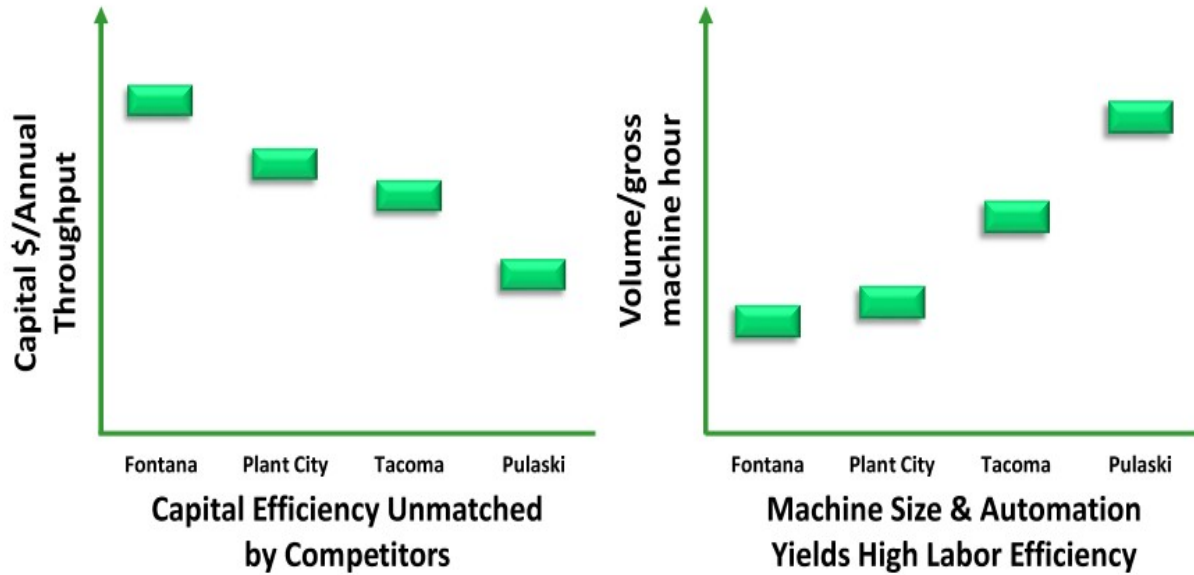 Capital $/Annual
Throughput
Fontana Plant City Tacoma Pulaski
Capital Efficiency Unmatched
by Competitors
Volume/gross
machine hour
Fontana Plant City Tacoma Pulaski
Machine Size & Automation
Yields High Labor Efficiency